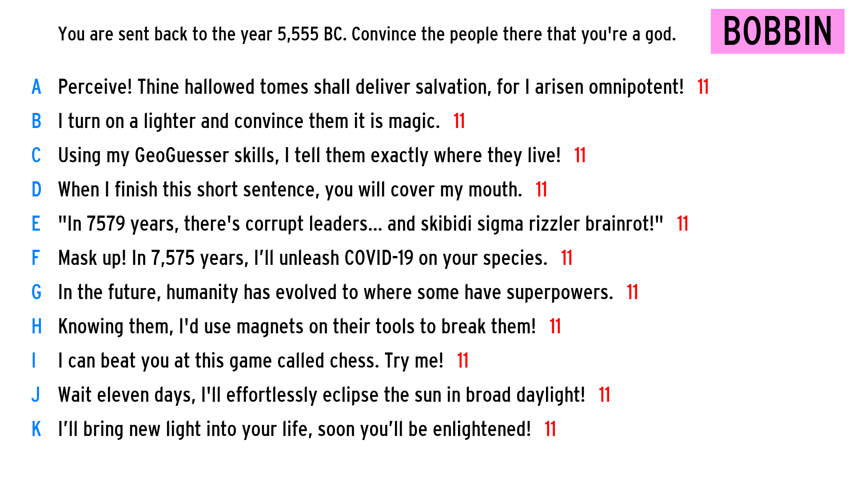 You are sent back to the year 5,555 BC. Convince the people there that you're a god.
BOBBIN
A Perceive! Thine hallowed tomes shall deliver salvation, for I arisen omnipotent! 11
B I turn on a lighter and convince them it is magic. 11
C Using my GeoGuesser skills, I tell them exactly where they live! 11
D When I finish this short sentence, you will cover my mouth. 11
E "In 7579 years, there's corrupt leaders... and skibidi sigma rizzler brainrot!" 11
F Mask up! In 7,575 years, I’ll unleash COVID-19 on your species. 11
G In the future, humanity has evolved to where some have superpowers. 11
H Knowing them, I'd use magnets on their tools to break them! 11
I I can beat you at this game called chess. Try me! 11
J Wait eleven days, I'll effortlessly eclipse the sun in broad daylight! 11
K I’ll bring new light into your life, soon you’ll be enlightened! 11